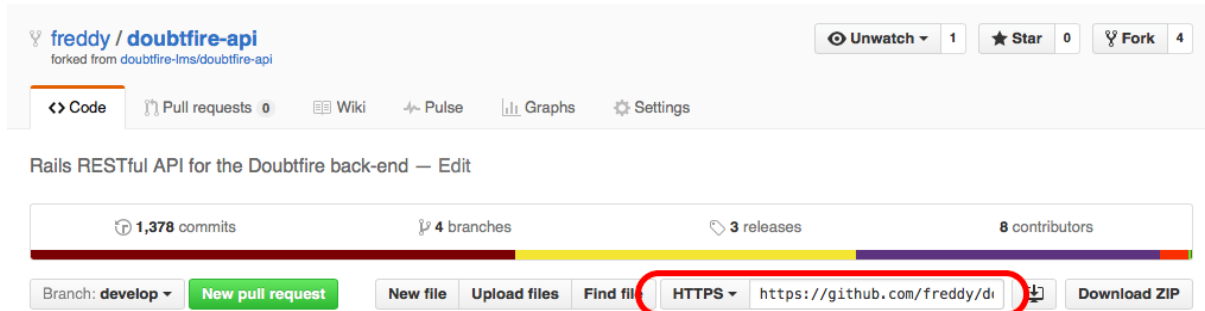 freddy / doubtfire-api
Unwatch 1 Star 0 Fork 4
forked from doubtfire-lms/doubtfire-api
Code Pull requests 0 Wiki Pulse Graphs Settings
Rails RESTful API for the Doubtfire back-end — Edit
1,378 commits 4 branches 3 releases 8 contributors
Branch: develop New pull request New file Upload files Find file HTTPS https://github.com/freddy/do Download ZIP